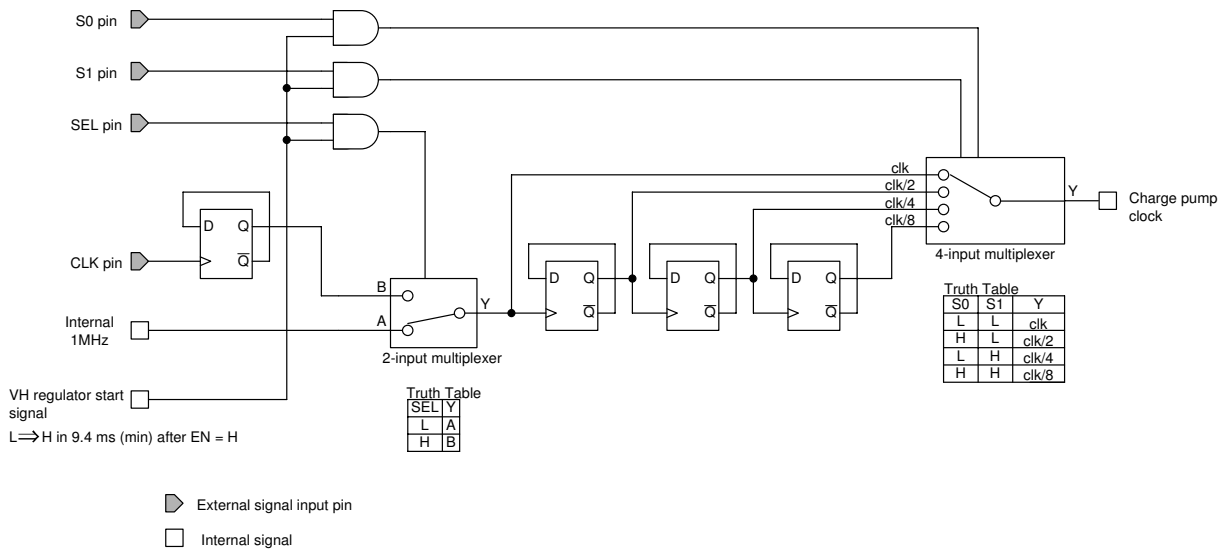 S0 pin
S1 pin
SEL pin
D Q
Q
CLK pin
B
A
Y
Internal
1MHz
2-input multiplexer
VH regulator start
signal
L⇒H in 9.4 ms (min) after EN = H
Truth Table
SEL Y
L A
H B
D Q
Q
D Q
Q
D Q
Q
clk
clk/2
clk/4
clk/8
Y
Charge pump
clock
4-input multiplexer
Truth Table
S0 S1 Y
L L clk
H L clk/2
L H clk/4
H H clk/8
External signal input pin
Internal signal